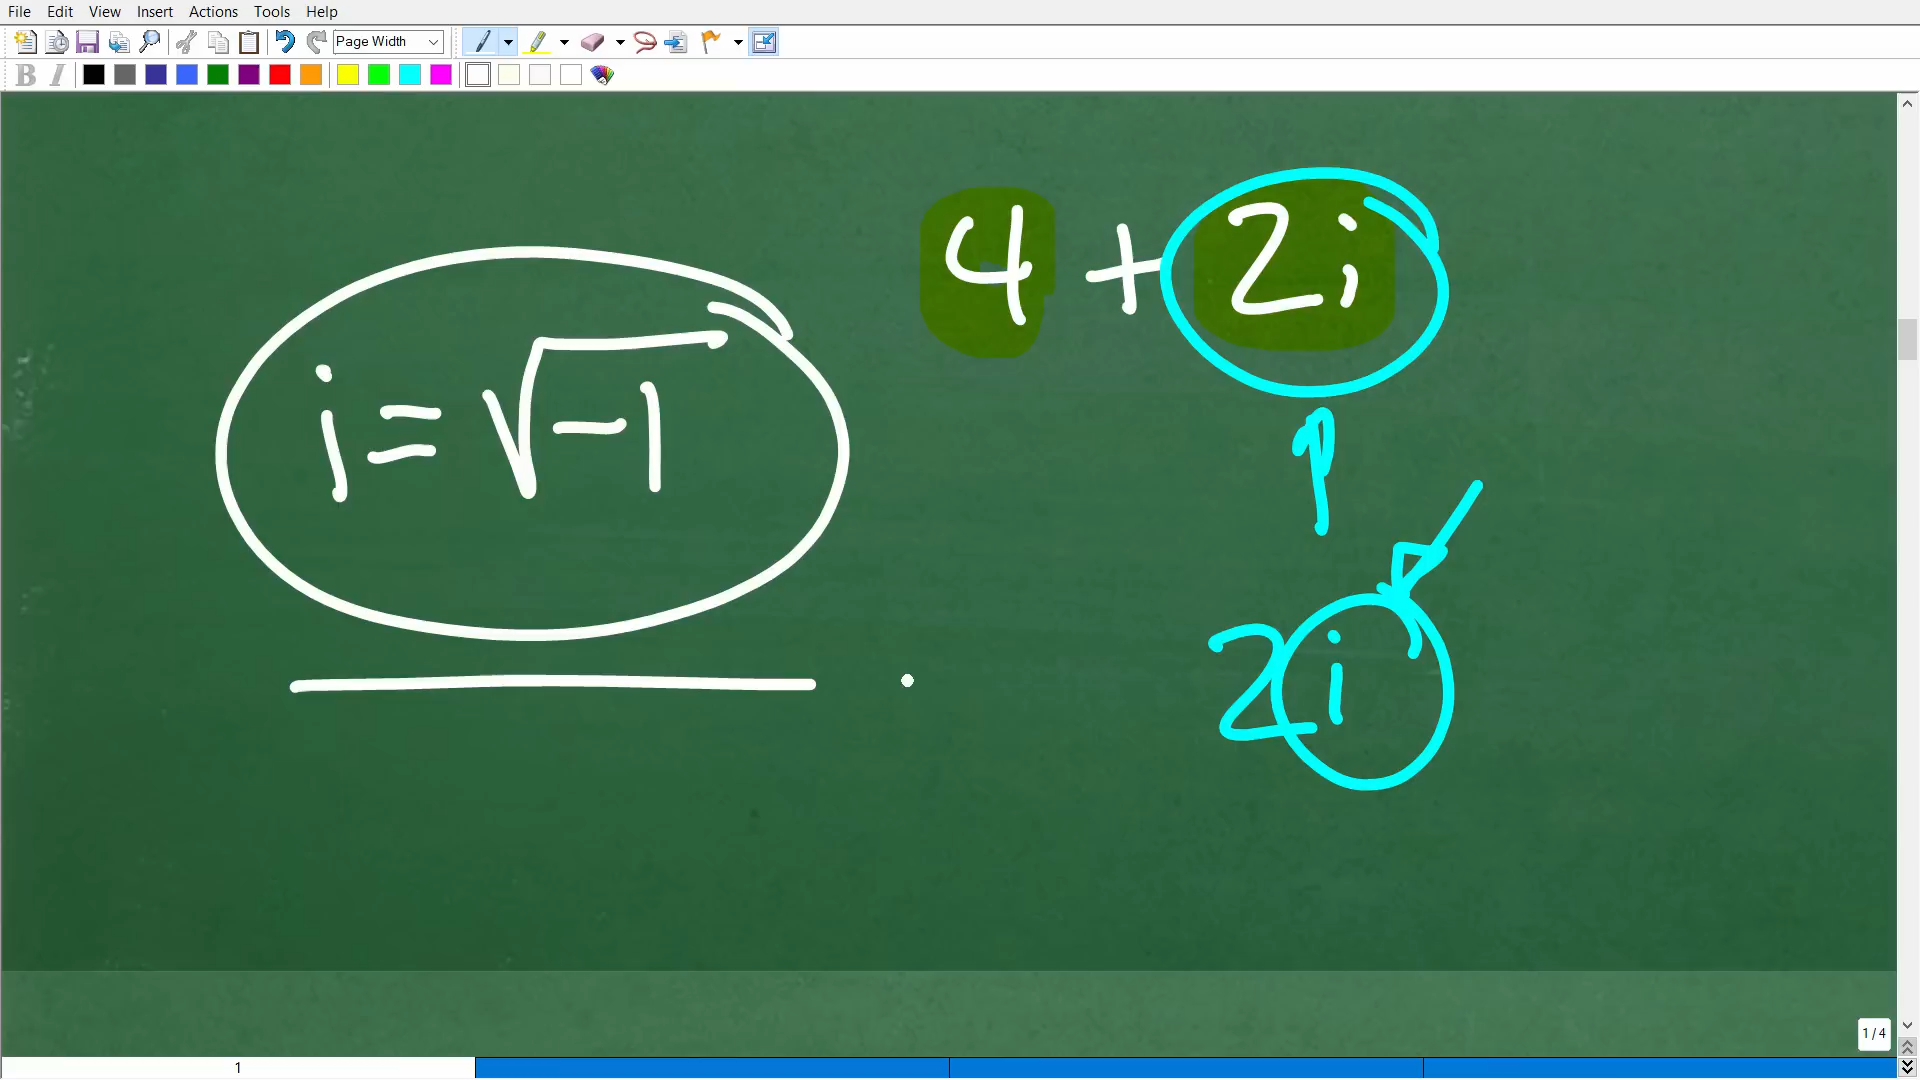 File Edit View Insert Actions Tools Help
Page Width
B I
4 + 2i
i = √-1
2i
1 / 4
1